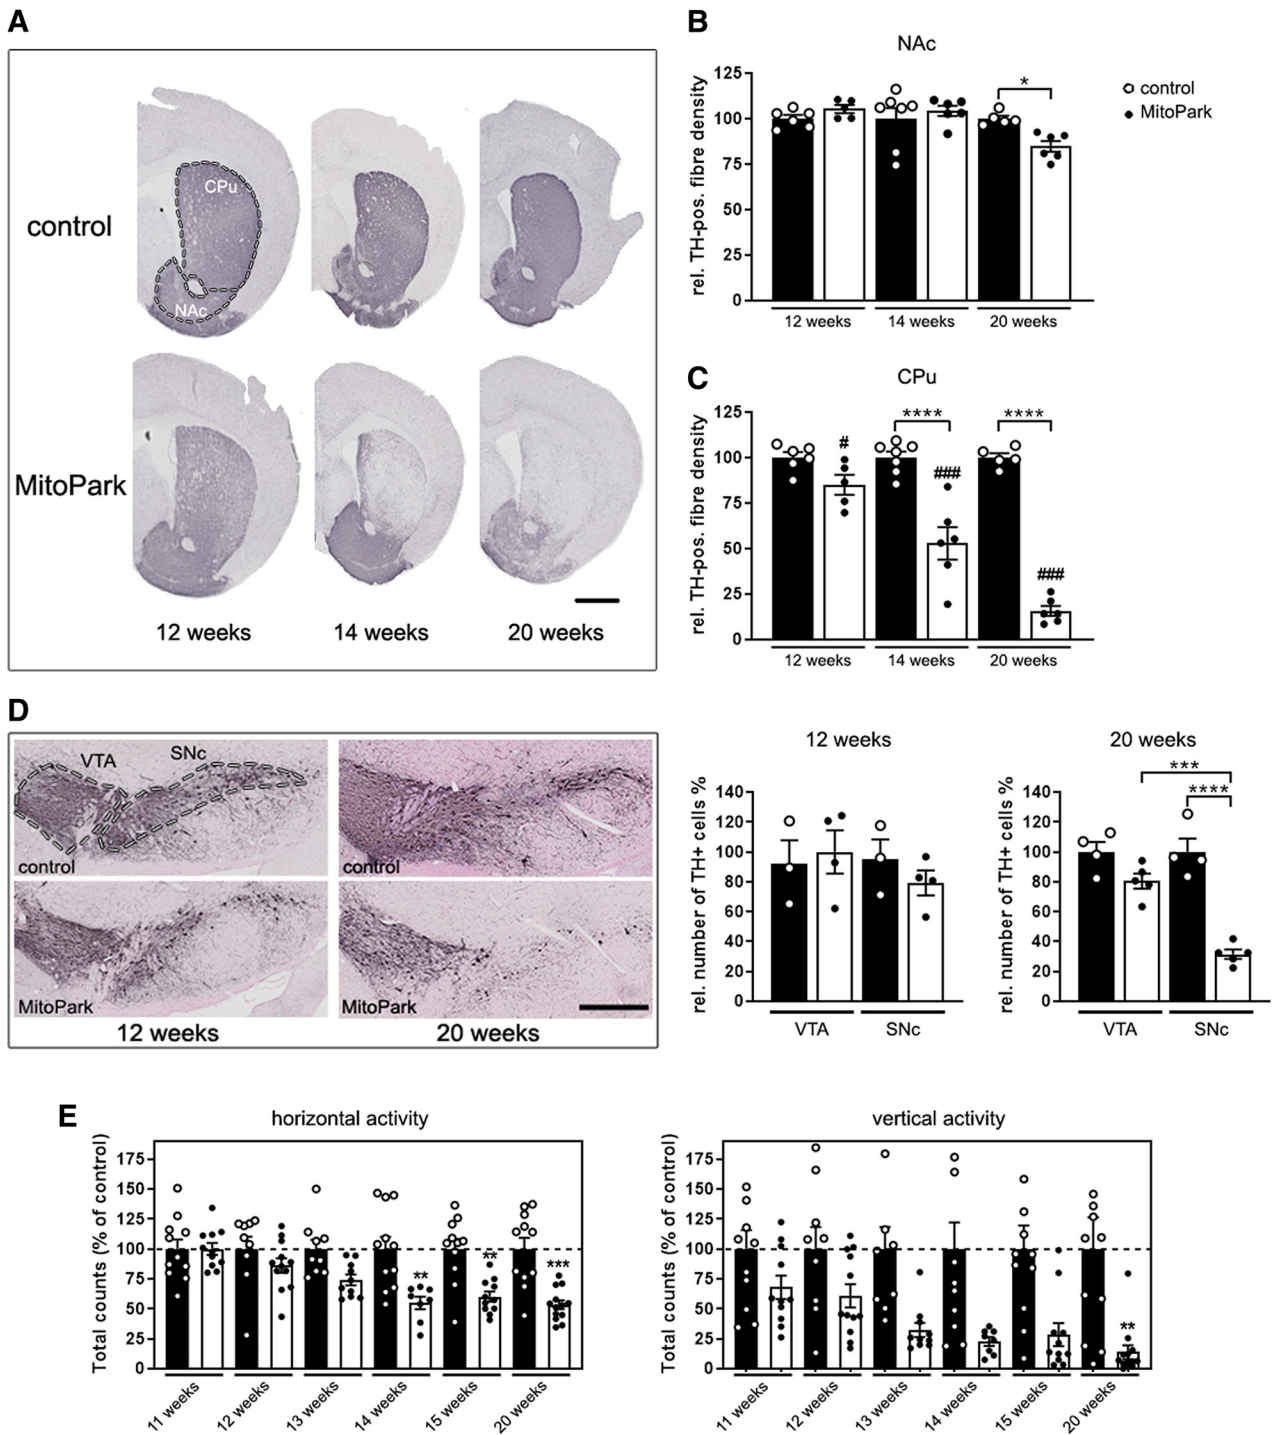 A
control
CPu
NAc
MitoPark
12 weeks
14 weeks
20 weeks
B
NAc
rel. TH-pos. fibre density
125
100
75
50
25
0
*
control
MitoPark
12 weeks
14 weeks
20 weeks
C
CPu
rel. TH-pos. fibre density
125
100
75
50
25
0
#
****
###
****
###
12 weeks
14 weeks
20 weeks
D
VTA
SNc
control
control
MitoPark
MitoPark
12 weeks
20 weeks
12 weeks
rel. number of TH+ cells %
140
120
100
80
60
40
20
0
VTA
SNc
20 weeks
rel. number of TH+ cells %
140
120
100
80
60
40
20
0
***
****
VTA
SNc
E
horizontal activity
Total counts (% of control)
175
150
125
100
75
50
25
0
**
**
***
11 weeks
12 weeks
13 weeks
14 weeks
15 weeks
20 weeks
vertical activity
Total counts (% of control)
175
150
125
100
75
50
25
0
**
11 weeks
12 weeks
13 weeks
14 weeks
15 weeks
20 weeks